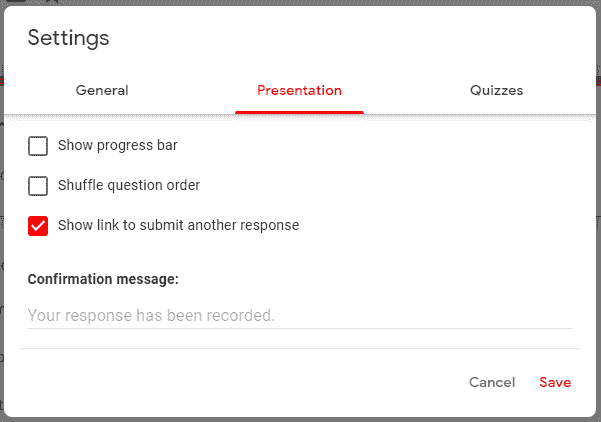 Settings
General Presentation Quizzes
Show progress bar
Shuffle question order
Show link to submit another response
Confirmation message:
Your response has been recorded.
Cancel Save